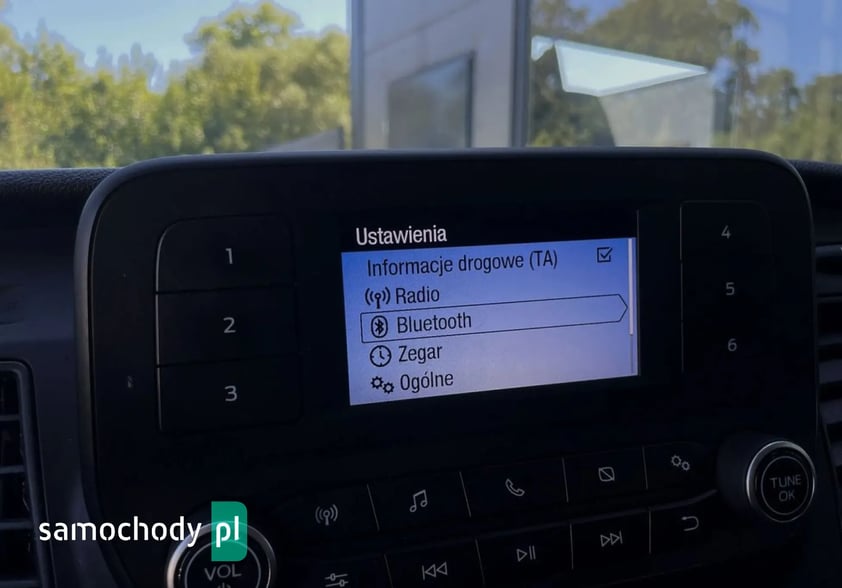 Ustawienia
Informacje drogowe (TA)
Radio
Bluetooth
Zegar
Ogólne
1
2
3
4
5
6
TUNE
OK
VOL
samochody pl